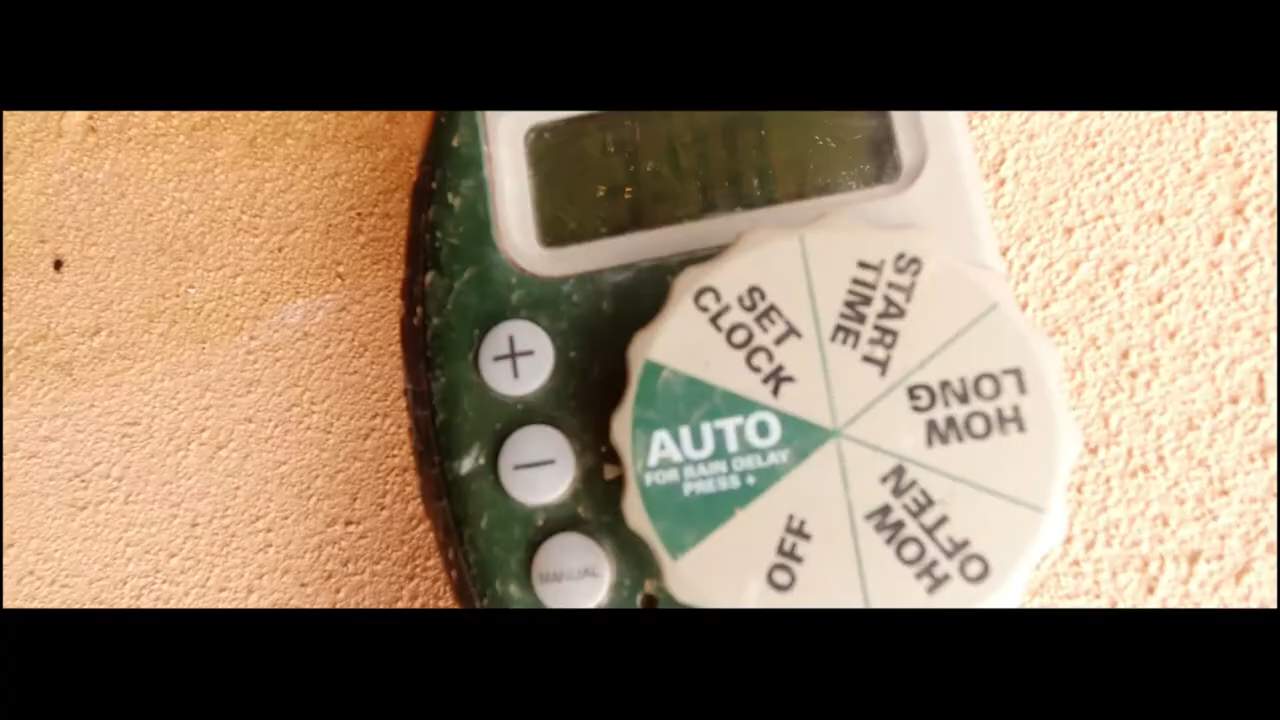 SET
CLOCK
START
TIME
HOW
LONG
HOW
OFTEN
OFF
AUTO
FOR RAIN DELAY
PRESS +
+
−
MANUAL